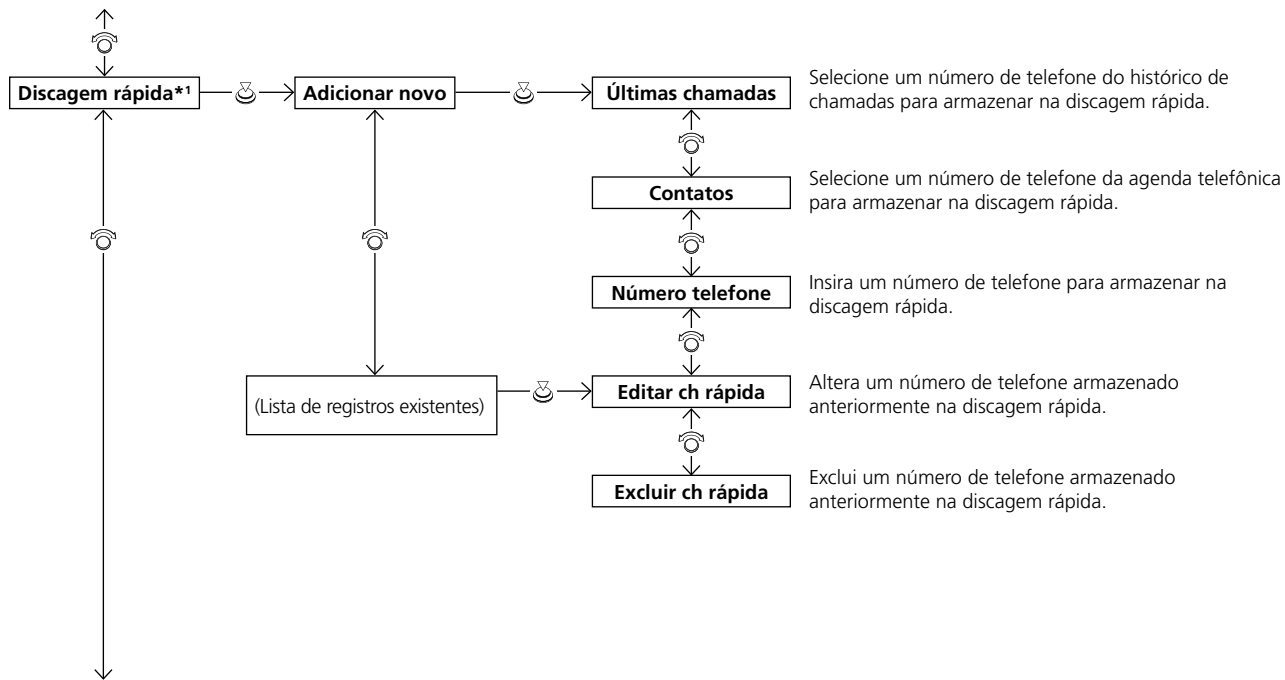 Discagem rápida*1
Adicionar novo
Últimas chamadas
Selecione um número de telefone do histórico de
chamadas para armazenar na discagem rápida.
Contatos
Selecione um número de telefone da agenda telefônica
para armazenar na discagem rápida.
Número telefone
Insira um número de telefone para armazenar na
discagem rápida.
(Lista de registros existentes)
Editar ch rápida
Altera um número de telefone armazenado
anteriormente na discagem rápida.
Excluir ch rápida
Exclui um número de telefone armazenado
anteriormente na discagem rápida.